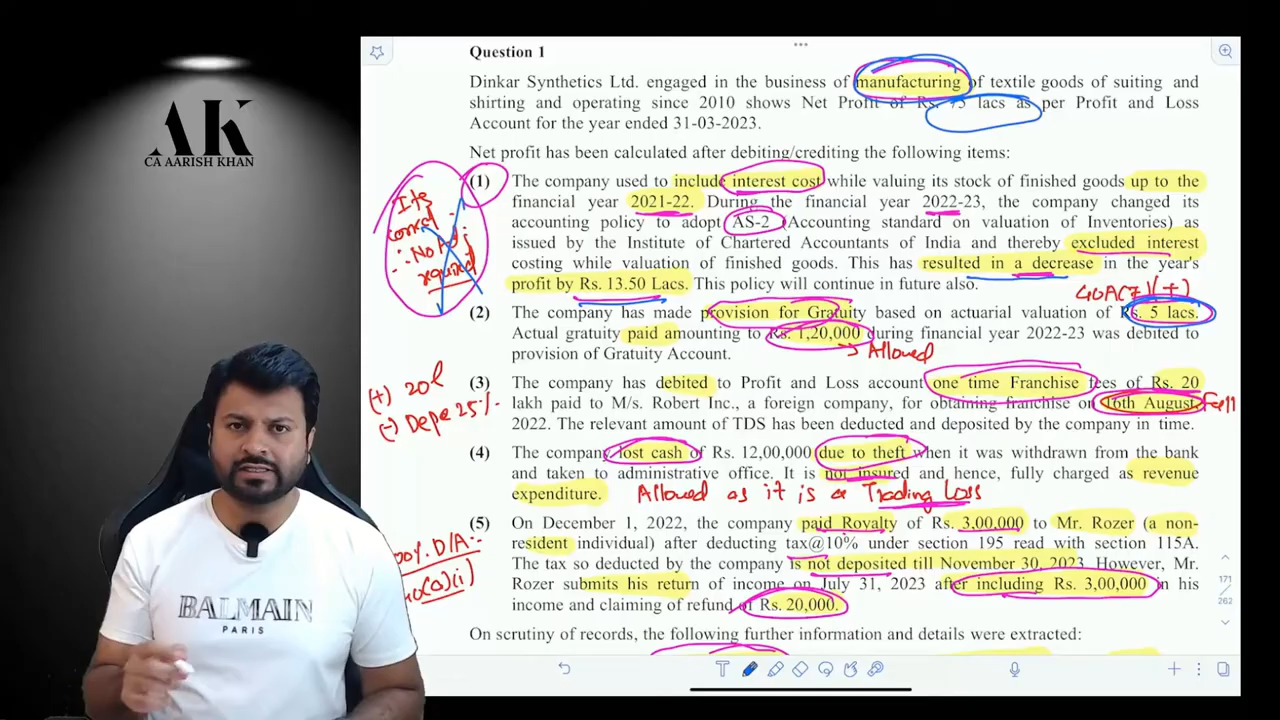 AK
CA AARISH KHAN
BALMAIN
PARIS
Question 1
Dinkar Synthetics Ltd. engaged in the business of manufacturing of textile goods of suiting and
shirting and operating since 2010 shows Net Profit of Rs. 75 lacs as per Profit and Loss
Account for the year ended 31-03-2023.
Net profit has been calculated after debiting/crediting the following items:
(1) The company used to include interest cost while valuing its stock of finished goods up to the
financial year 2021-22. During the financial year 2022-23, the company changed its
accounting policy to adopt AS-2 (Accounting standard on valuation of Inventories) as
issued by the Institute of Chartered Accountants of India and thereby excluded interest
costing while valuation of finished goods. This has resulted in a decrease in the year's
profit by Rs. 13.50 Lacs. This policy will continue in future also.
Its
correct
∴ No Adj
required
40A(7) (+)
(2) The company has made provision for Gratuity based on actuarial valuation of Rs. 5 lacs.
Actual gratuity paid amounting to Rs. 1,20,000 during financial year 2022-23 was debited to
provision of Gratuity Account.
→ Allowed
(3) The company has debited to Profit and Loss account one time Franchise fees of Rs. 20
lakh paid to M/s. Robert Inc., a foreign company, for obtaining franchise on 16th August,
2022. The relevant amount of TDS has been deducted and deposited by the company in time.
(+) 20l
(-) Depe 25%
Full
(4) The company lost cash of Rs. 12,00,000 due to theft when it was withdrawn from the bank
and taken to administrative office. It is not insured and hence, fully charged as revenue
expenditure.
Allowed as it is a Trading Loss
(5) On December 1, 2022, the company paid Royalty of Rs. 3,00,000 to Mr. Rozer (a non-
resident individual) after deducting tax@10% under section 195 read with section 115A.
The tax so deducted by the company is not deposited till November 30, 2023. However, Mr.
Rozer submits his return of income on July 31, 2023 after including Rs. 3,00,000 in his
income and claiming of refund of Rs. 20,000.
00% D/A:-
40(a)(i)
On scrutiny of records, the following further information and details were extracted:
171
262